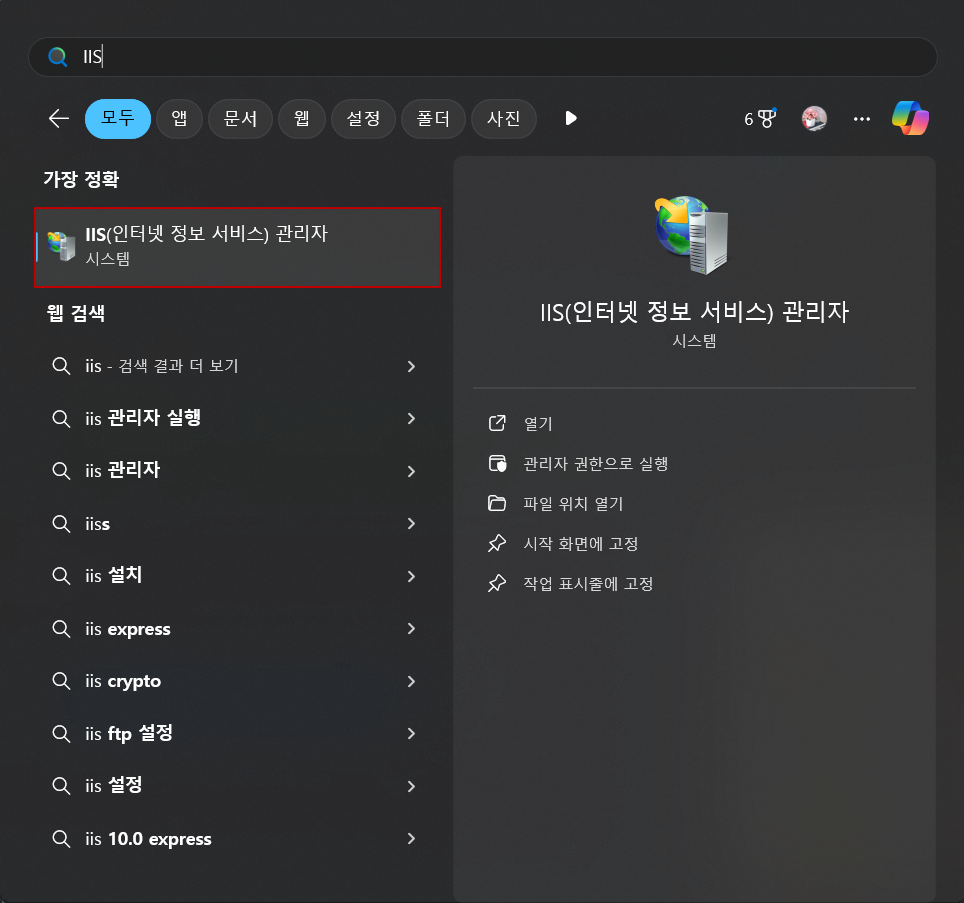 IIS
모두 앱 문서 웹 설정 폴더 사진 6
가장 정확
IIS(인터넷 정보 서비스) 관리자
시스템
웹 검색
iis - 검색 결과 더 보기
iis 관리자 실행
iis 관리자
iiss
iis 설치
iis express
iis crypto
iis ftp 설정
iis 설정
iis 10.0 express
IIS(인터넷 정보 서비스) 관리자
시스템
열기
관리자 권한으로 실행
파일 위치 열기
시작 화면에 고정
작업 표시줄에 고정